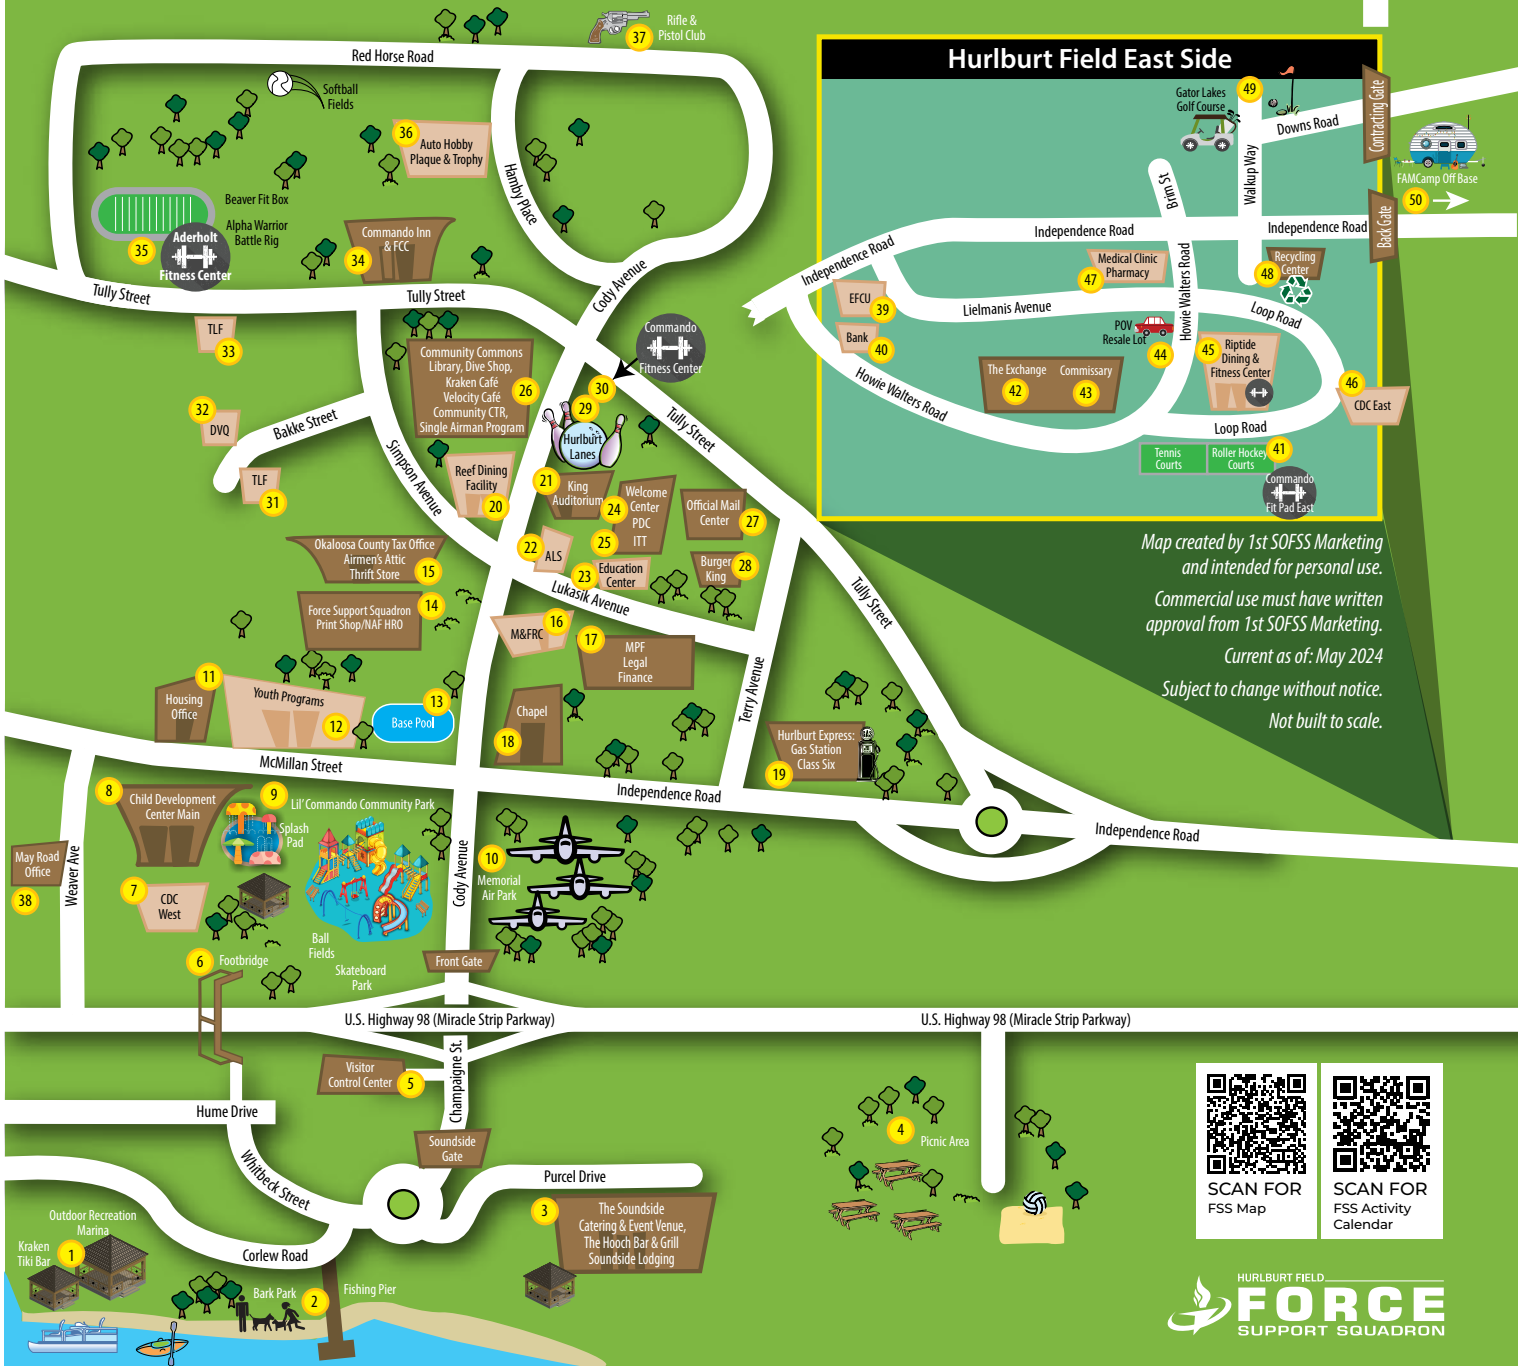 37
Rifle &
Pistol Club
Red Horse Road
Softball
Fields
36
Auto Hobby
Plaque & Trophy
Hamby Place
Beaver Fit Box
Alpha Warrior
Battle Rig
35
Aderholt
Fitness Center
34
Commando Inn
& FCC
Tully Street
Tully Street
Cody Avenue
TLF
33
Commando
Fitness Center
Community Commons
Library, Dive Shop,
Kraken Café
Velocity Café
Community CTR,
Single Airman Program
26
30
29
Hurlburt
Lanes
Tully Street
32
DVQ
Bakke Street
Simpson Avenue
TLF
31
Reef Dining
Facility
20
21
King
Auditorium
24
Welcome
Center
PDC
ITT
25
Official Mail
Center
27
22
ALS
23
Education
Center
Burger
King
28
Okaloosa County Tax Office
Airmen's Attic
Thrift Store
15
Lukasik Avenue
Tully Street
Force Support Squadron
Print Shop/NAF HRO
14
M&FRC
16
17
MPF
Legal
Finance
Terry Avenue
11
Housing
Office
Youth Programs
12
13
Base Pool
Chapel
18
Hurlburt Express:
Gas Station
Class Six
19
McMillan Street
Independence Road
Independence Road
8
Child Development
Center Main
9
Lil' Commando Community Park
Splash
Pad
May Road
Office
38
Weaver Ave
7
CDC
West
Cody Avenue
10
Memorial
Air Park
Ball
Fields
Skateboard
Park
6
Footbridge
Front Gate
U.S. Highway 98 (Miracle Strip Parkway)
U.S. Highway 98 (Miracle Strip Parkway)
Visitor
Control Center
5
Champaigne St.
Hume Drive
Soundside
Gate
Whitbeck Street
Purcel Drive
4
Picnic Area
3
The Soundside
Catering & Event Venue,
The Hooch Bar & Grill
Soundside Lodging
Outdoor Recreation
Marina
Kraken
Tiki Bar
1
Corlew Road
Bark Park
2
Fishing Pier
Hurlburt Field East Side
Gator Lakes
Golf Course
49
Downs Road
Contracting Gate
FAMCamp Off Base
50
Walkup Way
Brim St
Independence Road
Independence Road
Independence Road
Back Gate
Medical Clinic
Pharmacy
47
Recycling
Center
48
EFCU
39
Lielmanis Avenue
Howie Walters Road
Loop Road
POV
Resale Lot
44
Bank
40
45
Riptide
Dining &
Fitness Center
Howie Walters Road
The Exchange
42
Commissary
43
46
CDC East
Loop Road
Tennis
Courts
Roller Hockey
Courts
41
Commando
Fit Pad East
Map created by 1st SOFSS Marketing
and intended for personal use.
Commercial use must have written
approval from 1st SOFSS Marketing.
Current as of: May 2024
Subject to change without notice.
Not built to scale.
SCAN FOR
FSS Map
SCAN FOR
FSS Activity
Calendar
HURLBURT FIELD
FORCE
SUPPORT SQUADRON